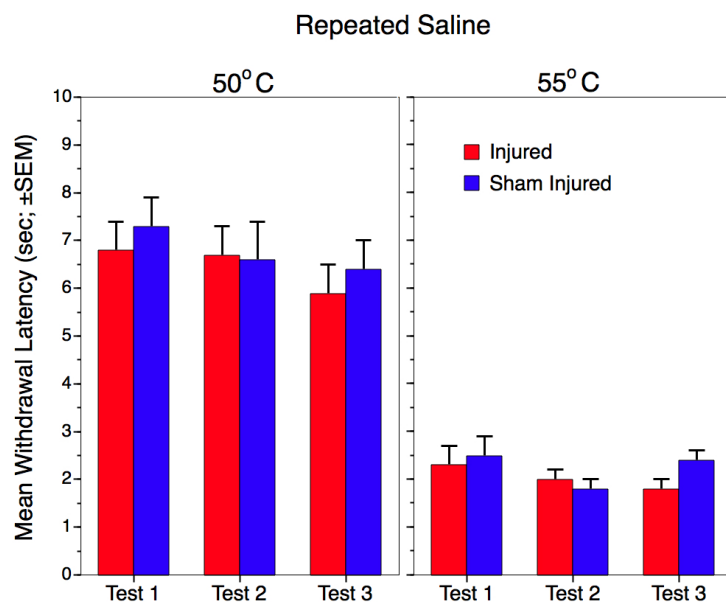 Repeated Saline
50°C
55°C
Mean Withdrawal Latency (sec; ±SEM)
10
9
8
7
6
5
4
3
2
1
0
Injured
Sham Injured
Test 1
Test 2
Test 3
Test 1
Test 2
Test 3